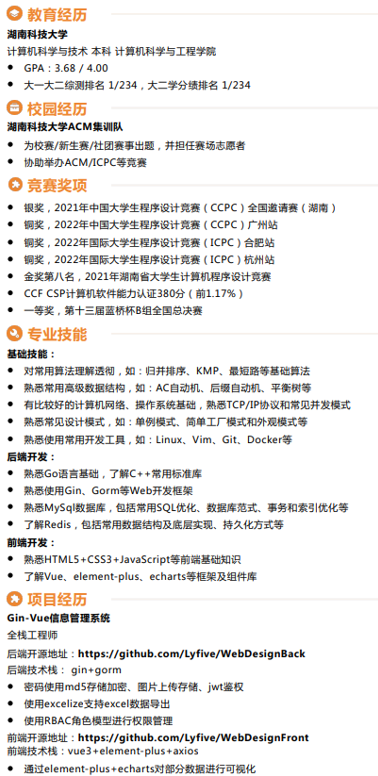 教育经历
湖南科技大学
计算机科学与技术 本科 计算机科学与工程学院
GPA：3.68 / 4.00
大一大二综测排名 1/234，大二学分绩排名 1/234
校园经历
湖南科技大学ACM集训队
为校赛/新生赛/社团赛事出题，并担任赛场志愿者
协助举办ACM/ICPC等竞赛
竞赛奖项
银奖，2021年中国大学生程序设计竞赛（CCPC）全国邀请赛（湖南）
铜奖，2022年中国大学生程序设计竞赛（CCPC）广州站
铜奖，2022年国际大学生程序设计竞赛（ICPC）合肥站
铜奖，2022年国际大学生程序设计竞赛（ICPC）杭州站
金奖第八名，2021年湖南省大学生计算机程序设计竞赛
CCF CSP计算机软件能力认证380分（前1.17%）
一等奖，第十三届蓝桥杯B组全国总决赛
专业技能
基础技能：
对常用算法理解透彻，如：归并排序、KMP、最短路等基础算法
熟悉常用高级数据结构，如：AC自动机、后缀自动机、平衡树等
有比较好的计算机网络、操作系统基础，熟悉TCP/IP协议和常见并发模式
熟悉常见设计模式，如：单例模式、简单工厂模式和外观模式等
熟悉使用常用开发工具，如：Linux、Vim、Git、Docker等
后端开发：
熟悉Go语言基础，了解C++常用标准库
熟悉使用Gin、Gorm等Web开发框架
熟悉MySql数据库，包括常用SQL优化、数据库范式、事务和索引优化等
了解Redis，包括常用数据结构及底层实现、持久化方式等
前端开发：
熟悉HTML5+CSS3+JavaScript等前端基础知识
了解Vue、element-plus、echarts等框架及组件库
项目经历
Gin-Vue信息管理系统
全栈工程师
后端开源地址：https://github.com/Lyfive/WebDesignBack
后端技术栈： gin+gorm
密码使用md5存储加密、图片上传存储、jwt鉴权
使用excelize支持excel数据导出
使用RBAC角色模型进行权限管理
前端开源地址：https://github.com/Lyfive/WebDesignFront
前端技术栈：vue3+element-plus+axios
通过element-plus+echarts对部分数据进行可视化